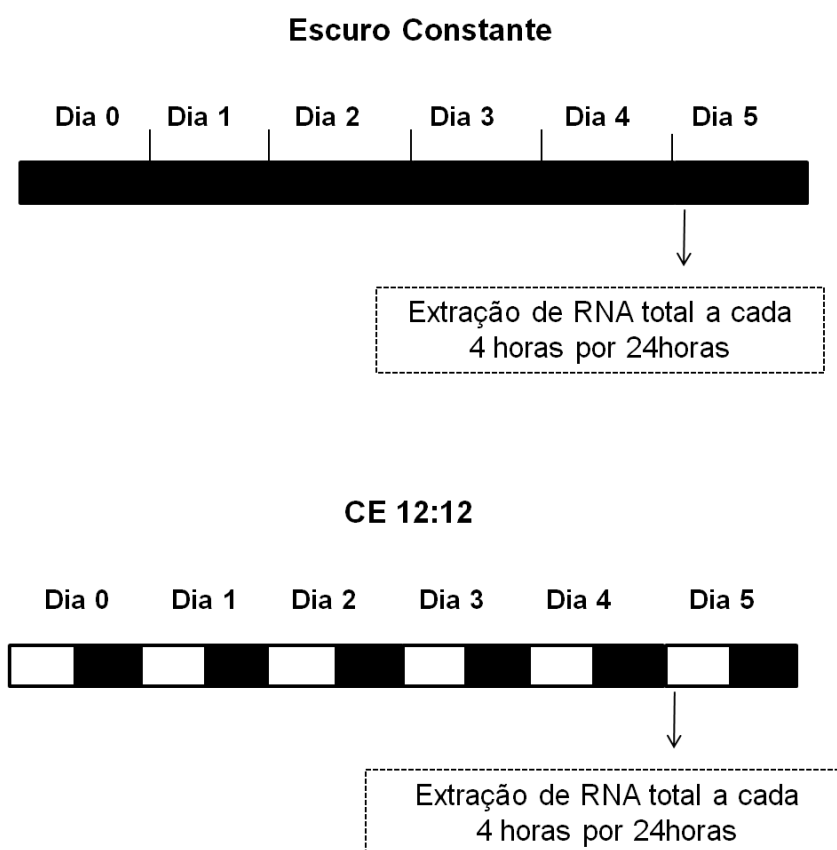 Escuro Constante
Dia 0 Dia 1 Dia 2 Dia 3 Dia 4 Dia 5
Extração de RNA total a cada
4 horas por 24horas
CE 12:12
Dia 0 Dia 1 Dia 2 Dia 3 Dia 4 Dia 5
Extração de RNA total a cada
4 horas por 24horas